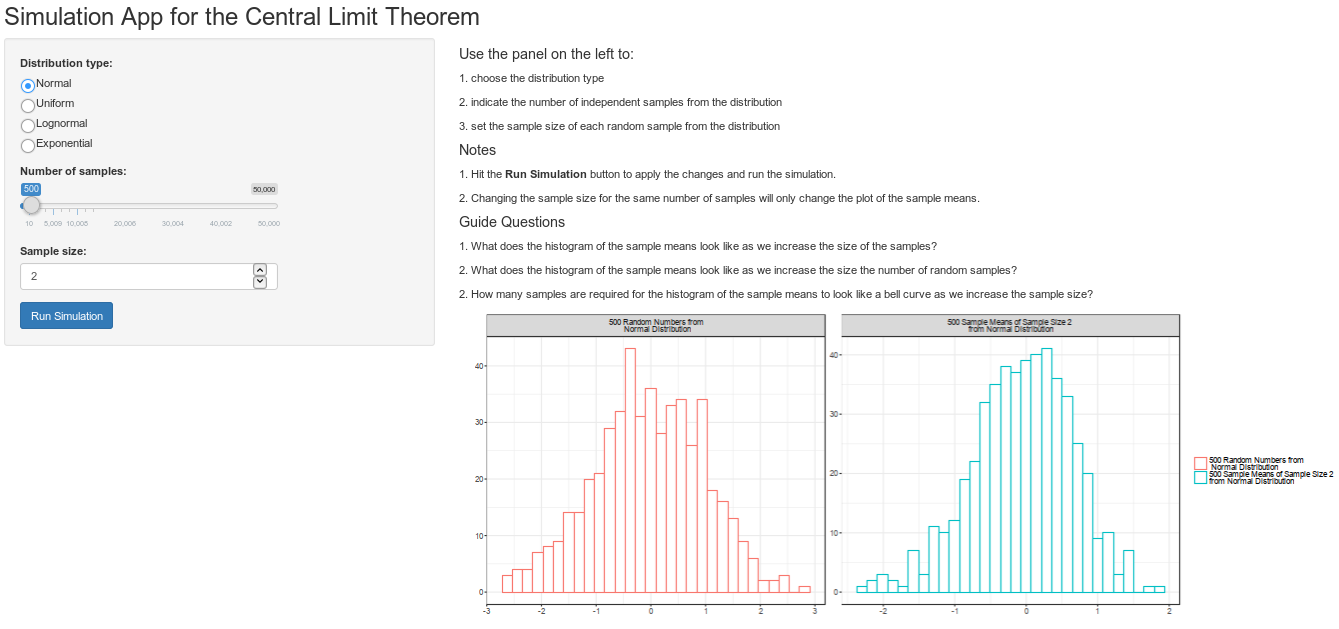 Simulation App for the Central Limit Theorem
Distribution type:
Normal
Uniform
Lognormal
Exponential
Number of samples:
500
50,000
10 5,009 10,005 20,006 30,004 40,002 50,000
Sample size:
2
Run Simulation
Use the panel on the left to:
1. choose the distribution type
2. indicate the number of independent samples from the distribution
3. set the sample size of each random sample from the distribution
Notes
1. Hit the Run Simulation button to apply the changes and run the simulation.
2. Changing the sample size for the same number of samples will only change the plot of the sample means.
Guide Questions
1. What does the histogram of the sample means look like as we increase the size of the samples?
2. What does the histogram of the sample means look like as we increase the size the number of random samples?
2. How many samples are required for the histogram of the sample means to look like a bell curve as we increase the sample size?
500 Random Numbers from
Normal Distribution
40
30
20
10
0
-3 -2 -1 0 1 2 3
500 Sample Means of Sample Size 2
from Normal Distribution
40
30
20
10
0
-2 -1 0 1 2
500 Random Numbers from
Normal Distribution
500 Sample Means of Sample Size 2
from Normal Distribution